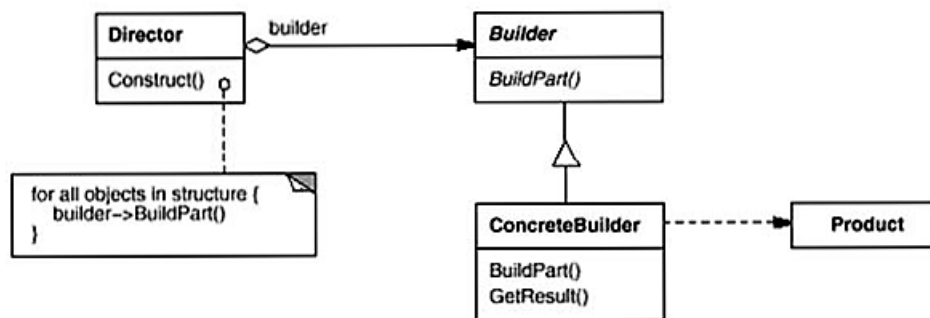 Director
Construct()
builder
Builder
BuildPart()
for all objects in structure {
builder->BuildPart()
}
ConcreteBuilder
BuildPart()
GetResult()
Product